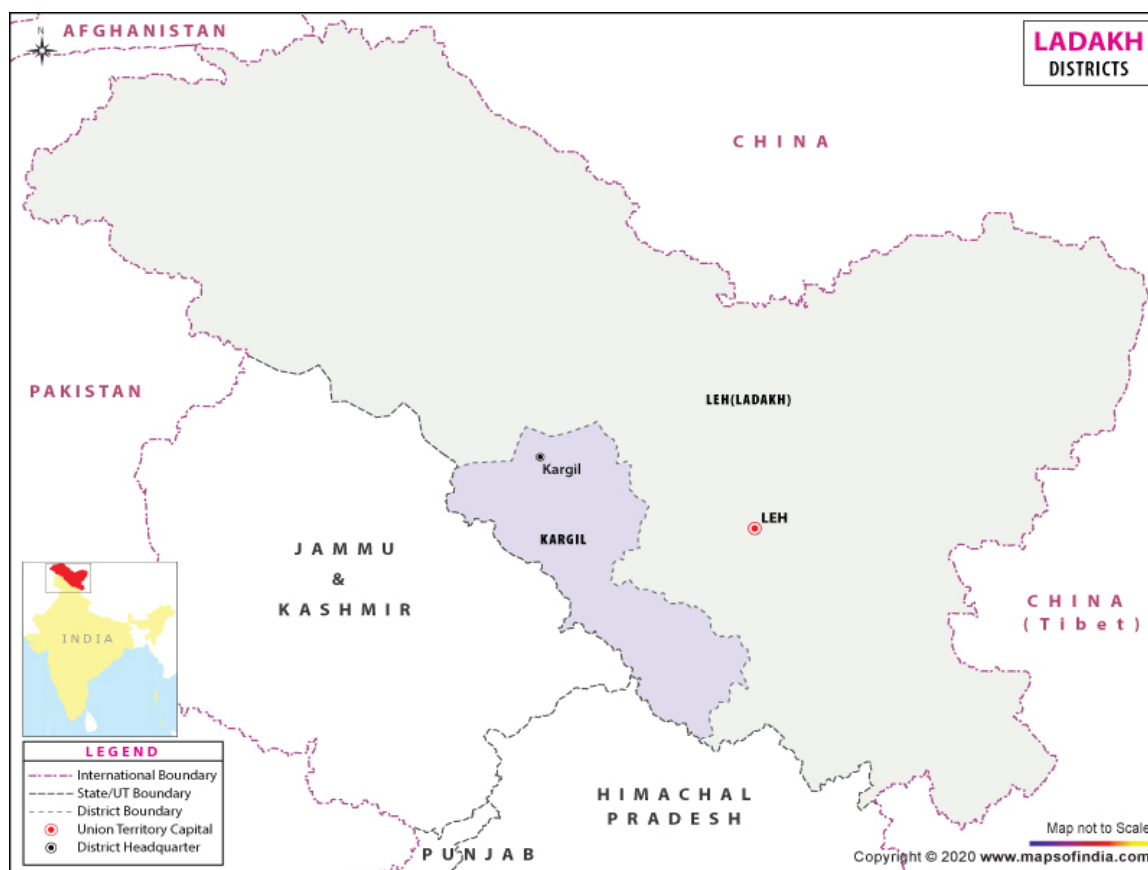 AFGHANISTAN
N
LADAKH
DISTRICTS
CHINA
PAKISTAN
LEH(LADAKH)
Kargil
LEH
KARGIL
JAMMU
&
KASHMIR
CHINA
(Tibet)
INDIA
LEGEND
International Boundary
State/UT Boundary
District Boundary
Union Territory Capital
District Headquarter
HIMACHAL
PRADESH
PUNJAB
Map not to Scale
Copyright © 2020 www.mapsofindia.com